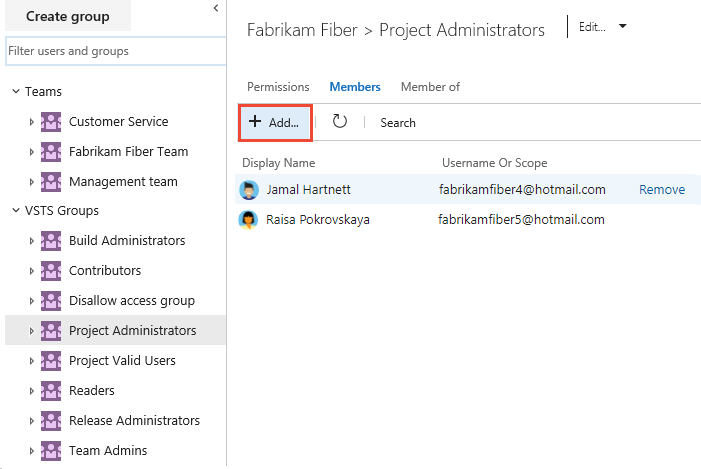 Create group
Filter users and groups
Teams
Customer Service
Fabrikam Fiber Team
Management team
VSTS Groups
Build Administrators
Contributors
Disallow access group
Project Administrators
Project Valid Users
Readers
Release Administrators
Team Admins
Fabrikam Fiber > Project Administrators Edit...
Permissions Members Member of
+ Add... Search
Display Name Username Or Scope
Jamal Hartnett fabrikamfiber4@hotmail.com Remove
Raisa Pokrovskaya fabrikamfiber5@hotmail.com